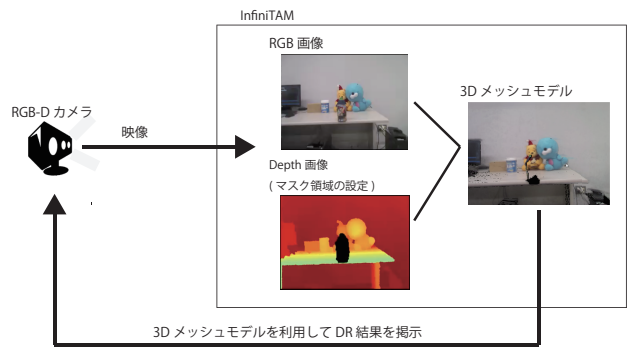 InfiniTAM
RGB 画像
RGB-D カメラ
映像
3D メッシュモデル
Depth 画像
( マスク領域の設定 )
3D メッシュモデルを利用して DR 結果を掲示